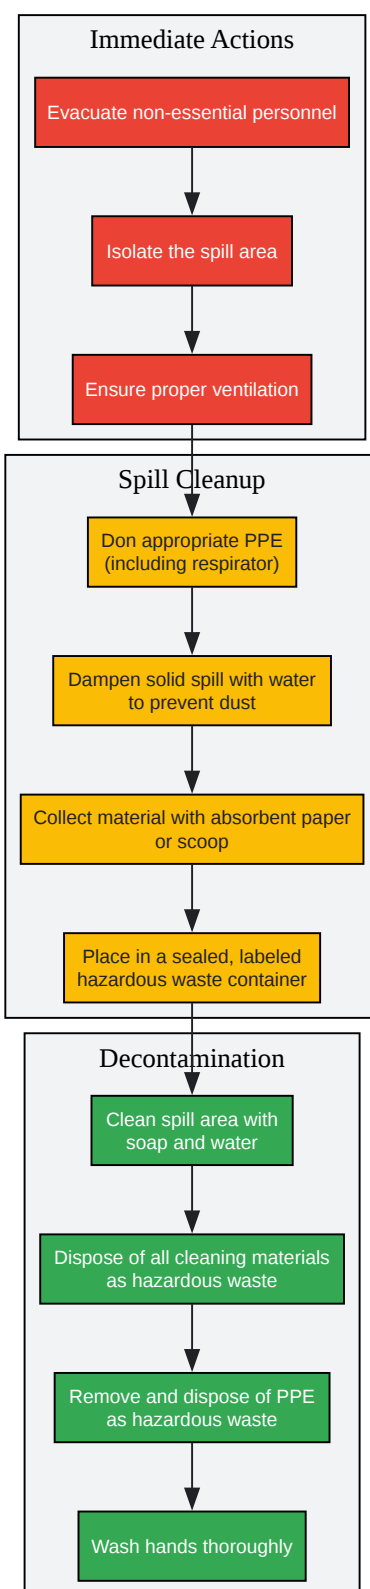 Immediate Actions
Evacuate non-essential personnel
Isolate the spill area
Ensure proper ventilation
Spill Cleanup
Don appropriate PPE
(including respirator)
Dampen solid spill with water
to prevent dust
Collect material with absorbent paper
or scoop
Place in a sealed, labeled
hazardous waste container
Decontamination
Clean spill area with
soap and water
Dispose of all cleaning materials
as hazardous waste
Remove and dispose of PPE
as hazardous waste
Wash hands thoroughly